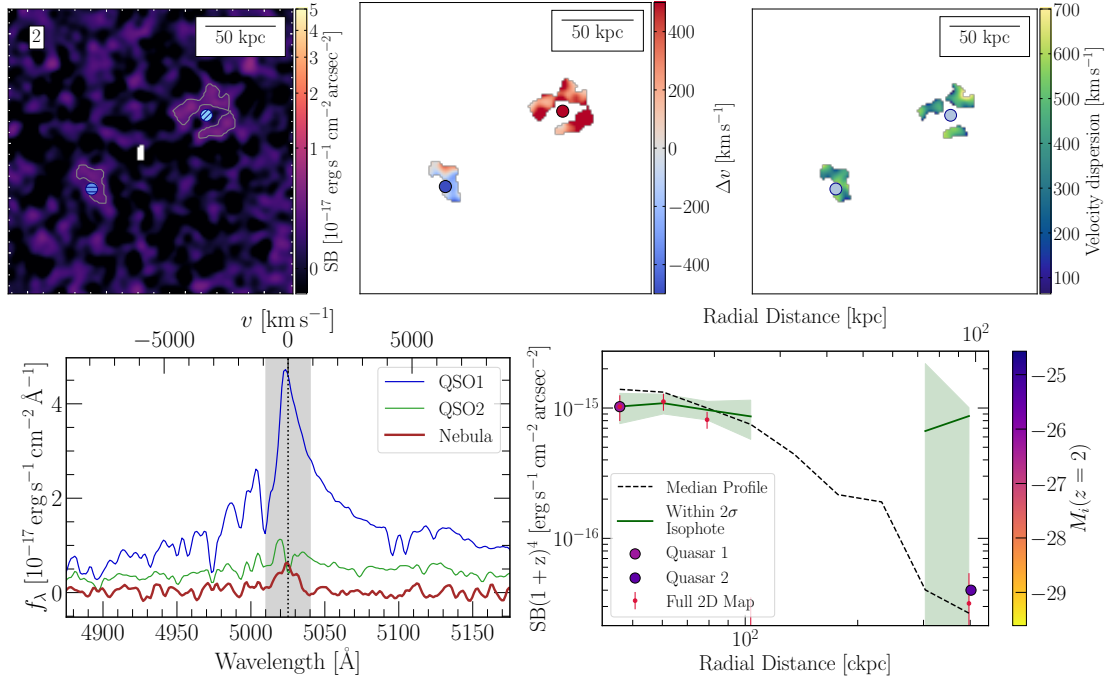 2
50 kpc
5
4
3
2
1
0
SB [10⁻¹⁷ erg s⁻¹ cm⁻² arcsec⁻²]
50 kpc
400
200
0
−200
−400
Δv [km s⁻¹]
50 kpc
700
600
500
400
300
200
100
Velocity dispersion [km s⁻¹]
v [km s⁻¹]
−5000 0 5000
QSO1
QSO2
Nebula
4
2
0
f_λ [10⁻¹⁷ erg s⁻¹ cm⁻² Å⁻¹]
4900 4950 5000 5050 5100 5150
Wavelength [Å]
Radial Distance [kpc]
10²
10⁻¹⁵
10⁻¹⁶
SB(1 + z)⁴ [erg s⁻¹ cm⁻² arcsec⁻²]
Median Profile
Within 2σ
Isophote
Quasar 1
Quasar 2
Full 2D Map
10²
Radial Distance [ckpc]
−25
−26
−27
−28
−29
M_i(z = 2)